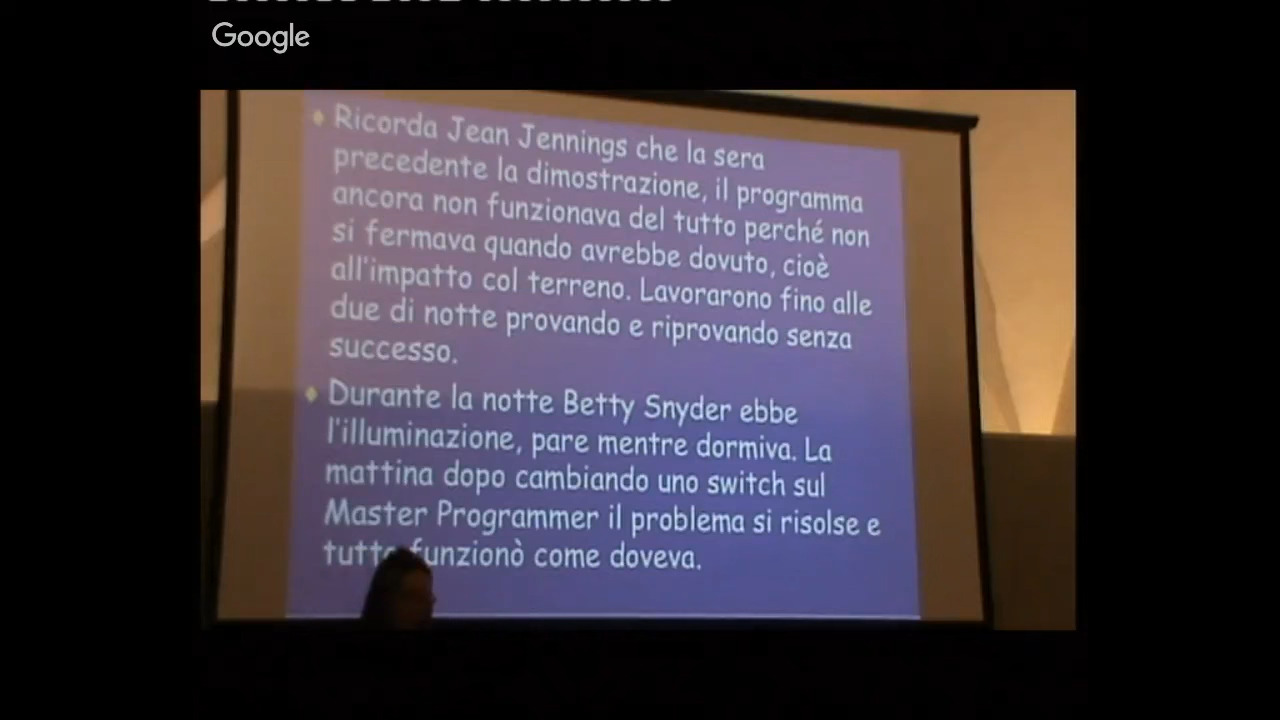 Google
Ricorda Jean Jennings che la sera
precedente la dimostrazione, il programma
ancora non funzionava del tutto perché non
si fermava quando avrebbe dovuto, cioè
all'impatto col terreno. Lavorarono fino alle
due di notte provando e riprovando senza
successo.
Durante la notte Betty Snyder ebbe
l'illuminazione, pare mentre dormiva. La
mattina dopo cambiando uno switch sul
Master Programmer il problema si risolse e
tutto funzionò come doveva.